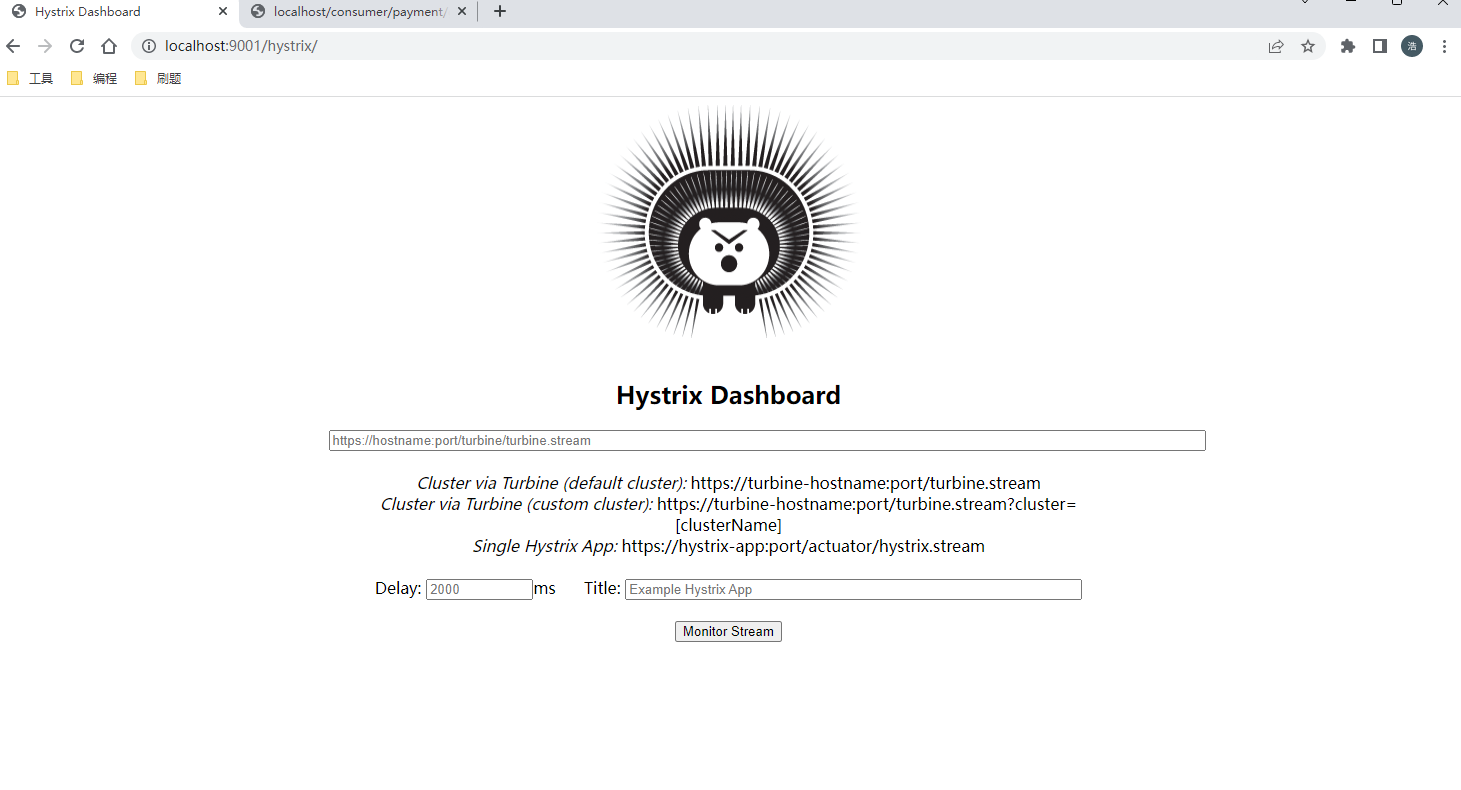 Hystrix Dashboard
localhost/consumer/payment/
localhost:9001/hystrix/
浩
工具
编程
刷题
Hystrix Dashboard
https://hostname:port/turbine/turbine.stream
Cluster via Turbine (default cluster): https://turbine-hostname:port/turbine.stream
Cluster via Turbine (custom cluster): https://turbine-hostname:port/turbine.stream?cluster=
[clusterName]
Single Hystrix App: https://hystrix-app:port/actuator/hystrix.stream
Delay: 2000 ms Title: Example Hystrix App
Monitor Stream